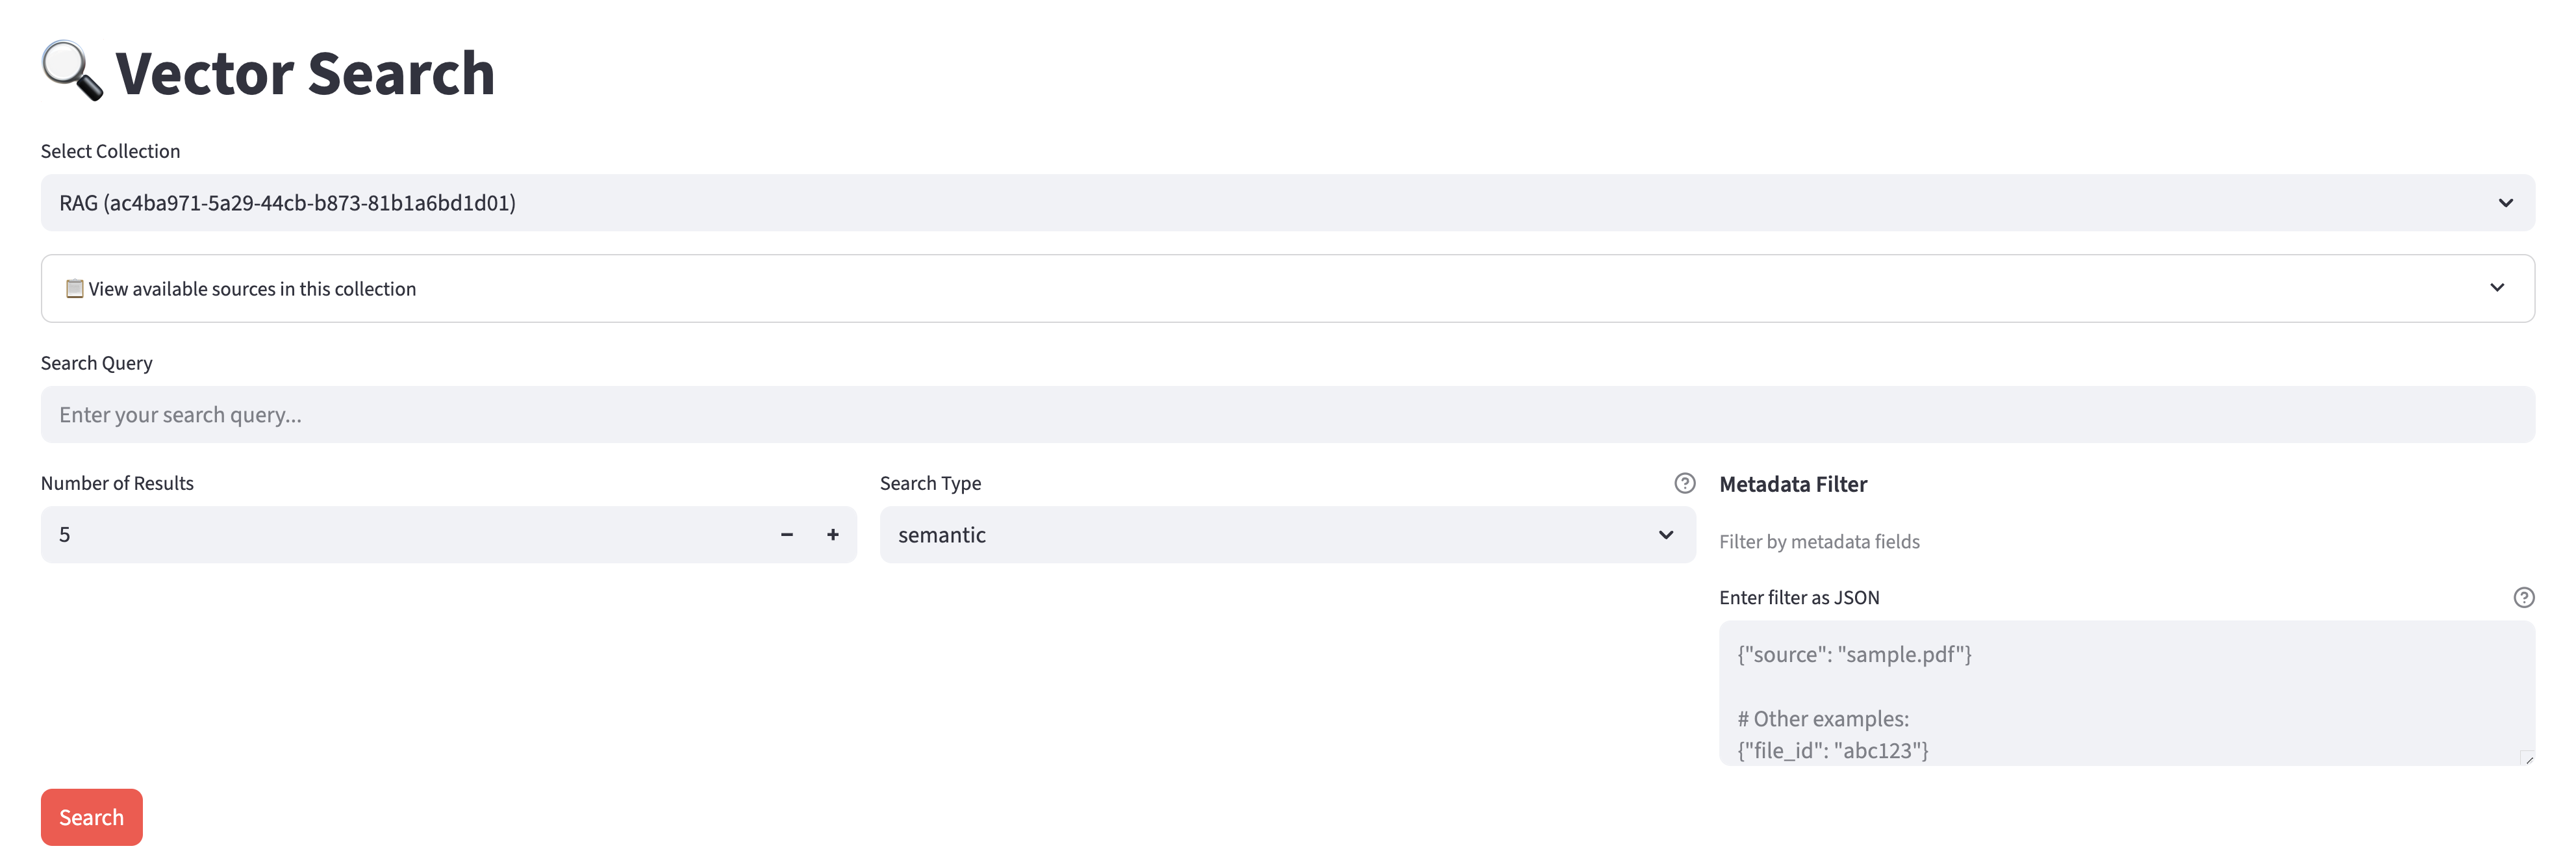 Vector Search
Select Collection
RAG (ac4ba971-5a29-44cb-b873-81b1a6bd1d01)
View available sources in this collection
Search Query
Enter your search query...
Number of Results
5
Search Type
semantic
Metadata Filter
Filter by metadata fields
Enter filter as JSON
{"source": "sample.pdf"}
# Other examples:
{"file_id": "abc123"}
Search